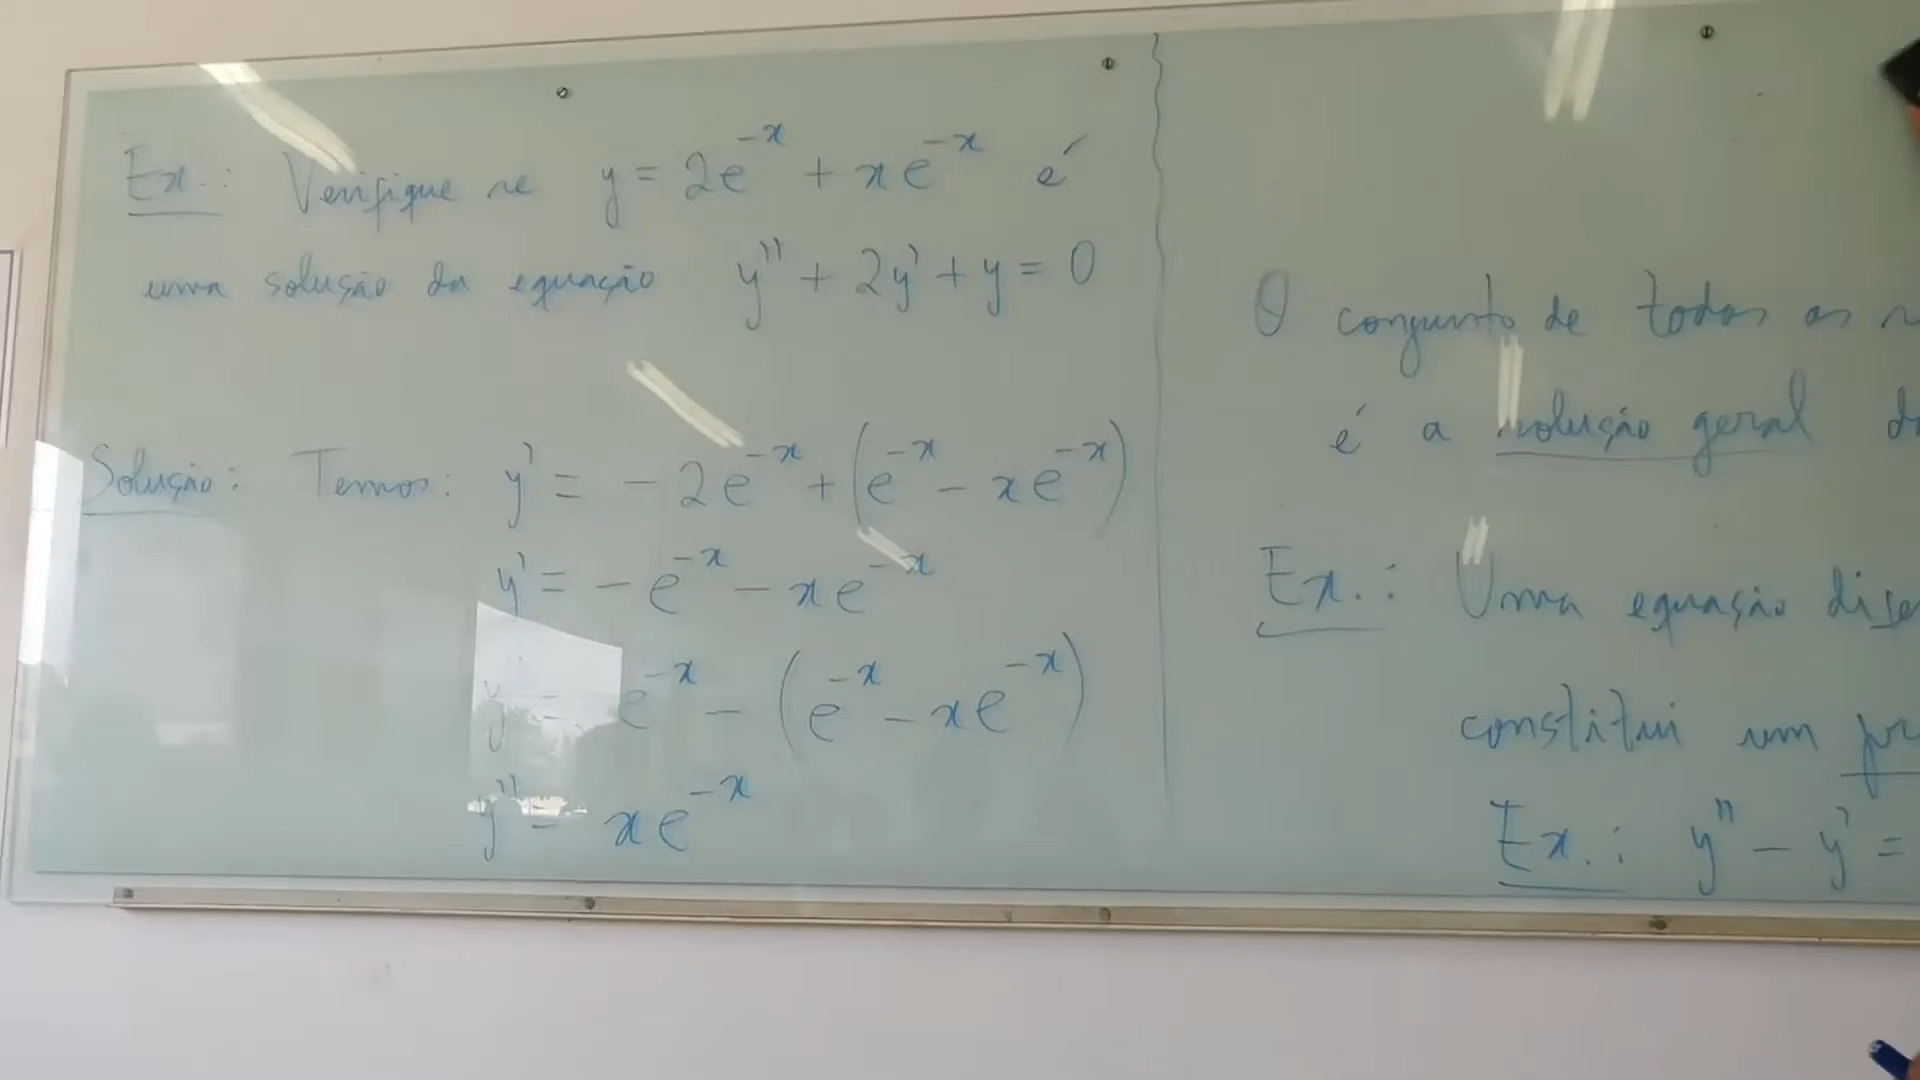 Ex.: Verifique se y = 2e^{-x} + xe^{-x} é
uma solução da equação y'' + 2y' + y = 0
Solução: Temos: y' = -2e^{-x} + (e^{-x} - xe^{-x})
y' = -e^{-x} - xe^{-x}
y'' = e^{-x} - (e^{-x} - xe^{-x})
y'' = xe^{-x}
O conjunto de todas as
é a solução geral
Ex.: Uma equação
constitui um
Ex.: y'' - y' =